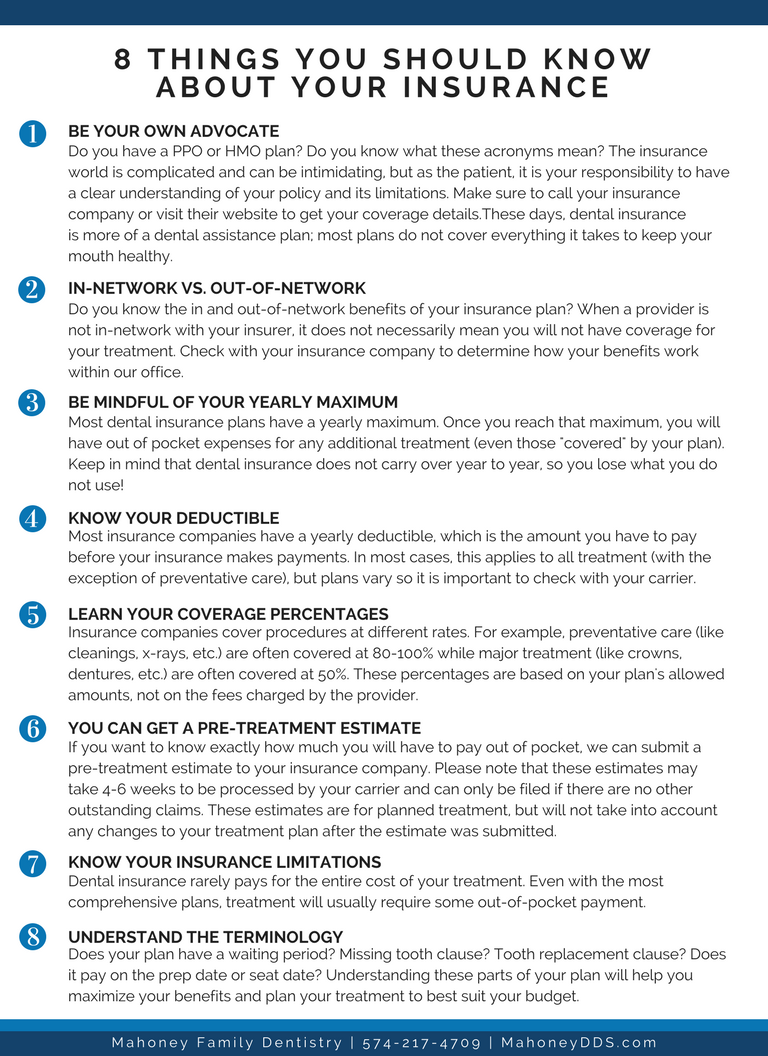 8 THINGS YOU SHOULD KNOW
ABOUT YOUR INSURANCE
1 BE YOUR OWN ADVOCATE
Do you have a PPO or HMO plan? Do you know what these acronyms mean? The insurance
world is complicated and can be intimidating, but as the patient, it is your responsibility to have
a clear understanding of your policy and its limitations. Make sure to call your insurance
company or visit their website to get your coverage details.These days, dental insurance
is more of a dental assistance plan; most plans do not cover everything it takes to keep your
mouth healthy.
2 IN-NETWORK VS. OUT-OF-NETWORK
Do you know the in and out-of-network benefits of your insurance plan? When a provider is
not in-network with your insurer, it does not necessarily mean you will not have coverage for
your treatment. Check with your insurance company to determine how your benefits work
within our office.
3 BE MINDFUL OF YOUR YEARLY MAXIMUM
Most dental insurance plans have a yearly maximum. Once you reach that maximum, you will
have out of pocket expenses for any additional treatment (even those "covered" by your plan).
Keep in mind that dental insurance does not carry over year to year, so you lose what you do
not use!
4 KNOW YOUR DEDUCTIBLE
Most insurance companies have a yearly deductible, which is the amount you have to pay
before your insurance makes payments. In most cases, this applies to all treatment (with the
exception of preventative care), but plans vary so it is important to check with your carrier.
5 LEARN YOUR COVERAGE PERCENTAGES
Insurance companies cover procedures at different rates. For example, preventative care (like
cleanings, x-rays, etc.) are often covered at 80-100% while major treatment (like crowns,
dentures, etc.) are often covered at 50%. These percentages are based on your plan's allowed
amounts, not on the fees charged by the provider.
6 YOU CAN GET A PRE-TREATMENT ESTIMATE
If you want to know exactly how much you will have to pay out of pocket, we can submit a
pre-treatment estimate to your insurance company. Please note that these estimates may
take 4-6 weeks to be processed by your carrier and can only be filed if there are no other
outstanding claims. These estimates are for planned treatment, but will not take into account
any changes to your treatment plan after the estimate was submitted.
7 KNOW YOUR INSURANCE LIMITATIONS
Dental insurance rarely pays for the entire cost of your treatment. Even with the most
comprehensive plans, treatment will usually require some out-of-pocket payment.
8 UNDERSTAND THE TERMINOLOGY
Does your plan have a waiting period? Missing tooth clause? Tooth replacement clause? Does
it pay on the prep date or seat date? Understanding these parts of your plan will help you
maximize your benefits and plan your treatment to best suit your budget.
Mahoney Family Dentistry | 574-217-4709 | MahoneyDDS.com